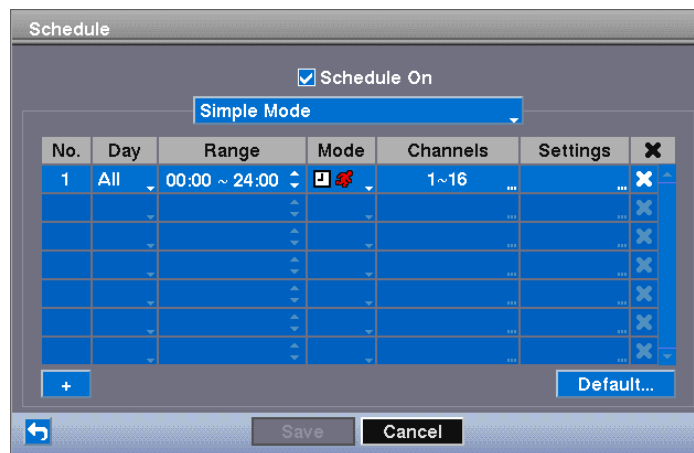 Schedule
Schedule On
Simple Mode
No. Day Range Mode Channels Settings ✖
1 All 00:00 ~ 24:00 1~16 ... ... ✖
+ Default...
Save Cancel